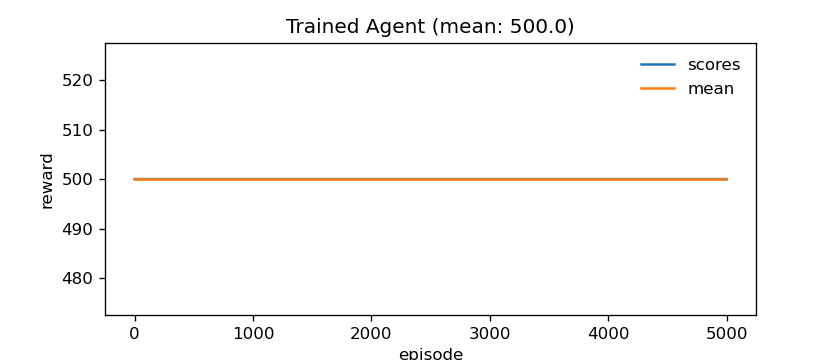 Trained Agent (mean: 500.0)
scores
mean
520
510
500
490
480
reward
0 1000 2000 3000 4000 5000
episode